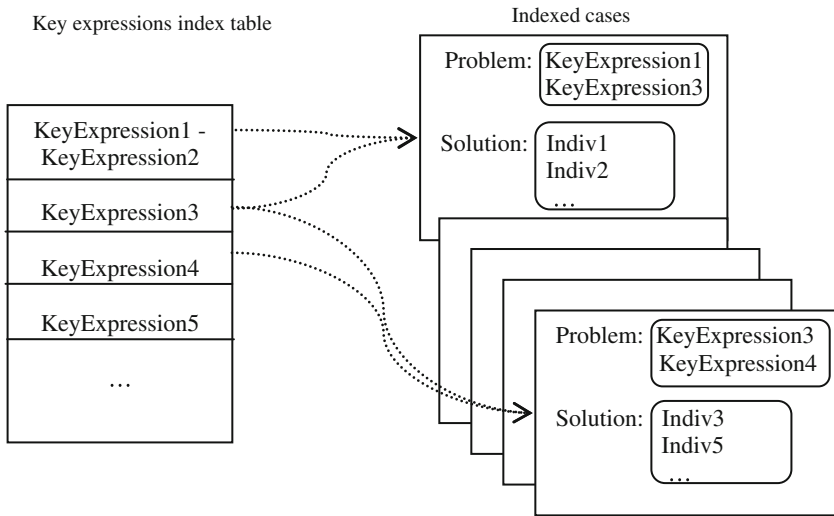 Key expressions index table
KeyExpression1 -
KeyExpression2
KeyExpression3
KeyExpression4
KeyExpression5
...
Indexed cases
Problem: KeyExpression1
KeyExpression3
Solution: Indiv1
Indiv2
...
Problem: KeyExpression3
KeyExpression4
Solution: Indiv3
Indiv5
...